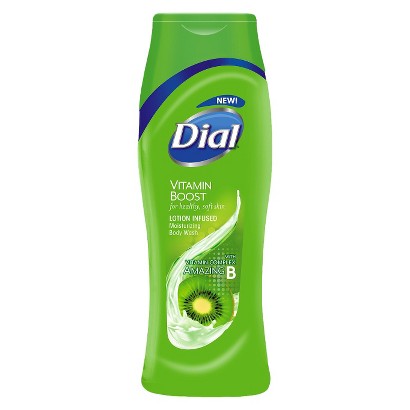 NEW!
Dial
VITAMIN
BOOST
for healthy, soft skin
LOTION INFUSED
Moisturizing
Body Wash
WITH
VITAMIN COMPLEX
AMAZING B